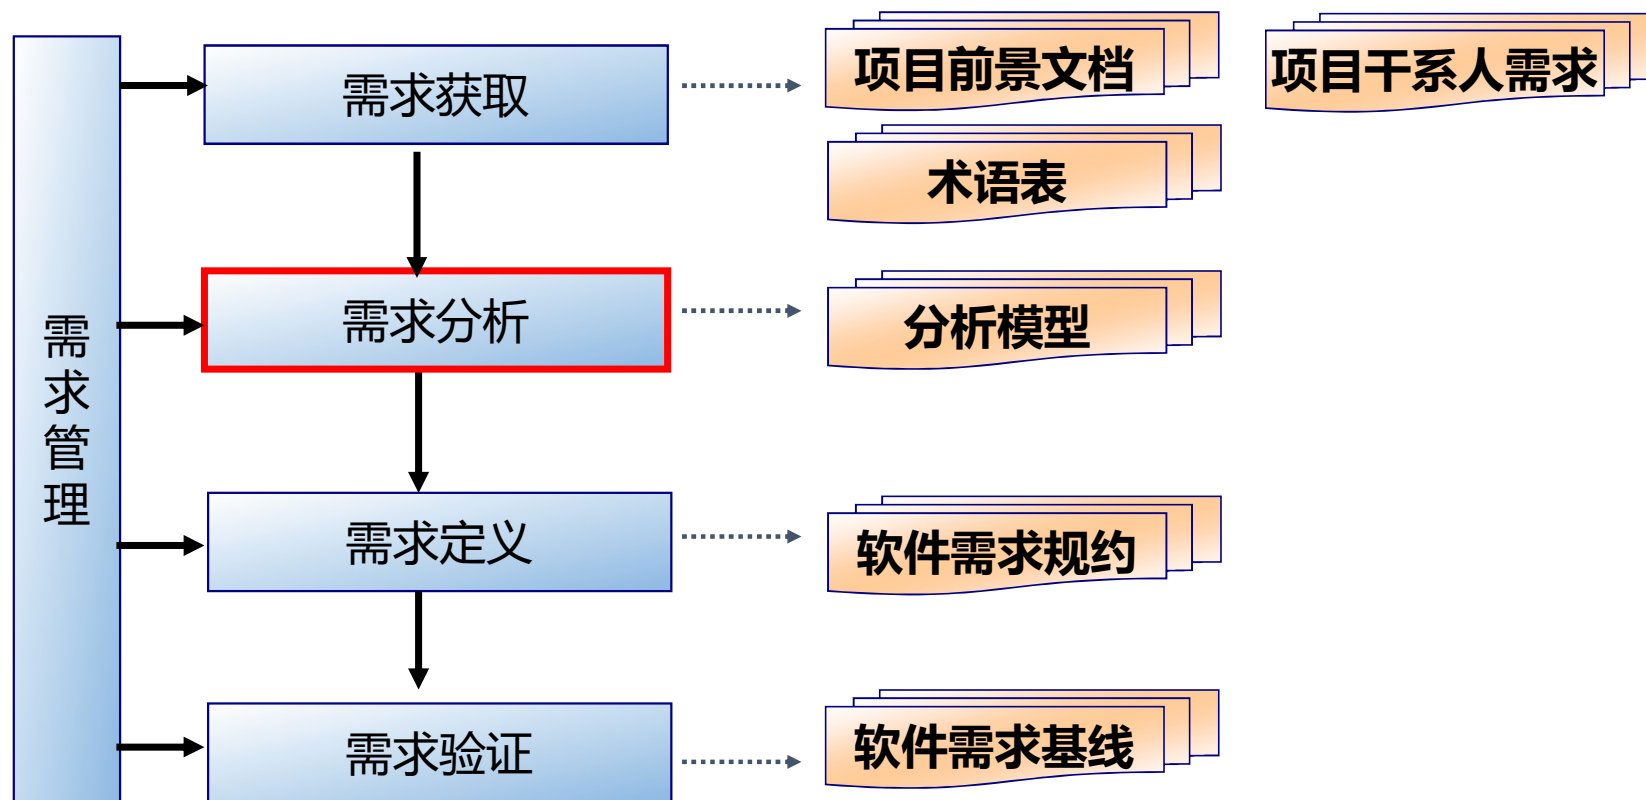 需求管理
需求获取
项目前景文档
项目干系人需求
术语表
需求分析
分析模型
需求定义
软件需求规约
需求验证
软件需求基线